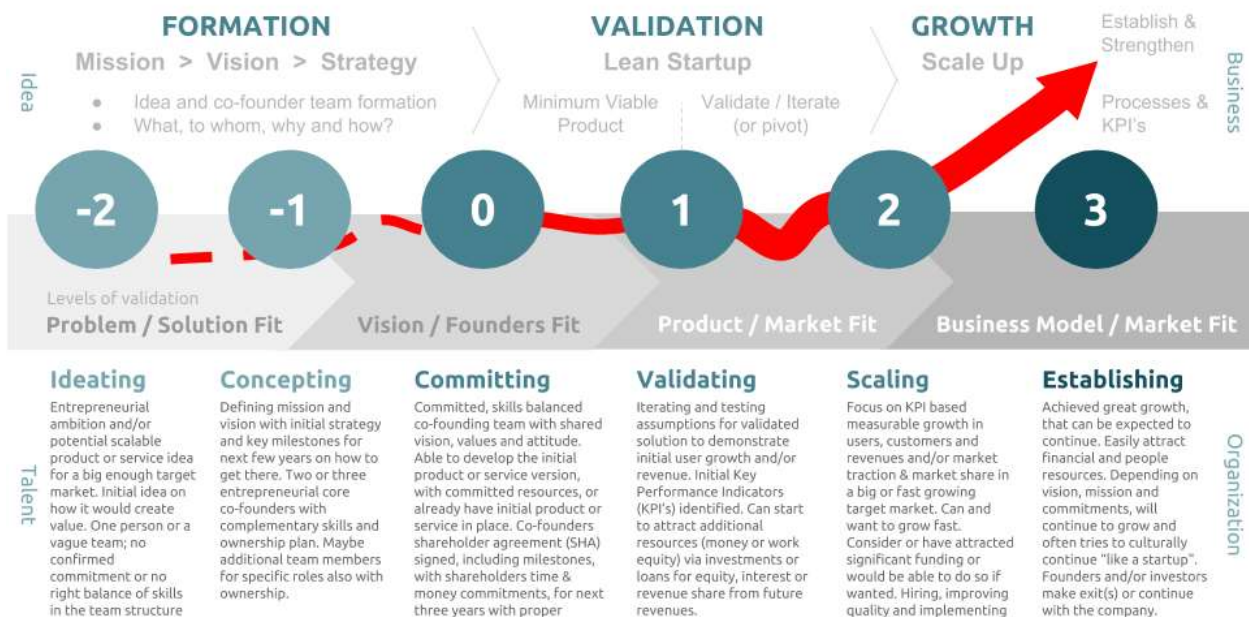 FORMATION
Mission > Vision > Strategy
● Idea and co-founder team formation
● What, to whom, why and how?
VALIDATION
Lean Startup
Minimum Viable
Product
Validate / Iterate
(or pivot)
GROWTH
Scale Up
Establish &
Strengthen
Processes &
KPI's
Idea
Business
-2
-1
0
1
2
3
Levels of validation
Problem / Solution Fit
Vision / Founders Fit
Product / Market Fit
Business Model / Market Fit
Talent
Ideating
Entrepreneurial
ambition and/or
potential scalable
product or service idea
for a big enough target
market. Initial idea on
how it would create
value. One person or a
vague team; no
confirmed
commitment or no
right balance of skills
in the team structure
Concepting
Defining mission and
vision with initial strategy
and key milestones for
next few years on how to
get there. Two or three
entrepreneurial core
co-founders with
complementary skills and
ownership plan. Maybe
additional team members
for specific roles also with
ownership.
Committing
Committed, skills balanced
co-founding team with shared
vision, values and attitude.
Able to develop the initial
product or service version,
with committed resources, or
already have initial product or
service in place. Co-founders
shareholder agreement (SHA)
signed, including milestones,
with shareholders time &
money commitments, for next
three years with proper
Validating
Iterating and testing
assumptions for validated
solution to demonstrate
initial user growth and/or
revenue. Initial Key
Performance Indicators
(KPI's) identified. Can start
to attract additional
resources (money or work
equity) via investments or
loans for equity, interest or
revenue share from future
revenues.
Scaling
Focus on KPI based
measurable growth in
users, customers and
revenues and/or market
traction & market share in
a big or fast growing
target market. Can and
want to grow fast.
Consider or have attracted
significant funding or
would be able to do so if
wanted. Hiring, improving
quality and implementing
Establishing
Achieved great growth,
that can be expected to
continue. Easily attract
financial and people
resources. Depending on
vision, mission and
commitments, will
continue to grow and
often tries to culturally
continue "like a startup".
Founders and/or investors
make exit(s) or continue
with the company.
Organization